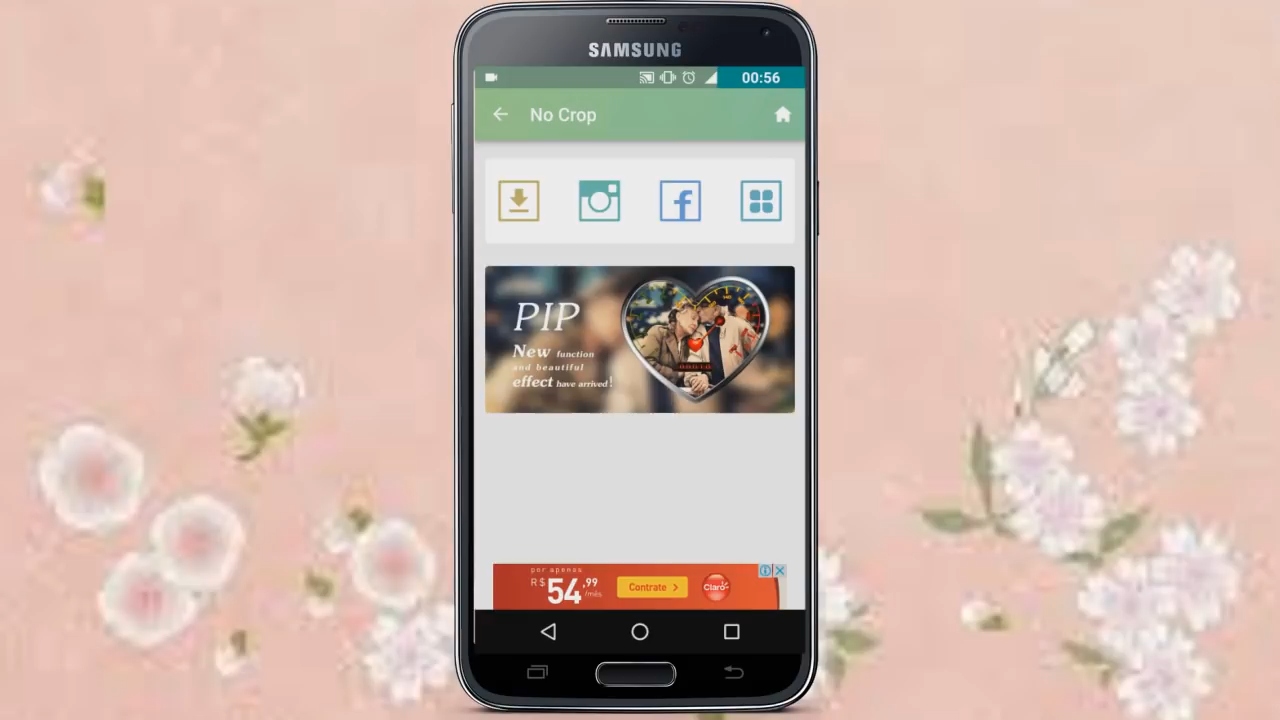 SAMSUNG
00:56
No Crop
f
PIP
New function
and beautiful
effect have arrived!
por apenas
R$ 54,99 /mês
Contrate
Claro